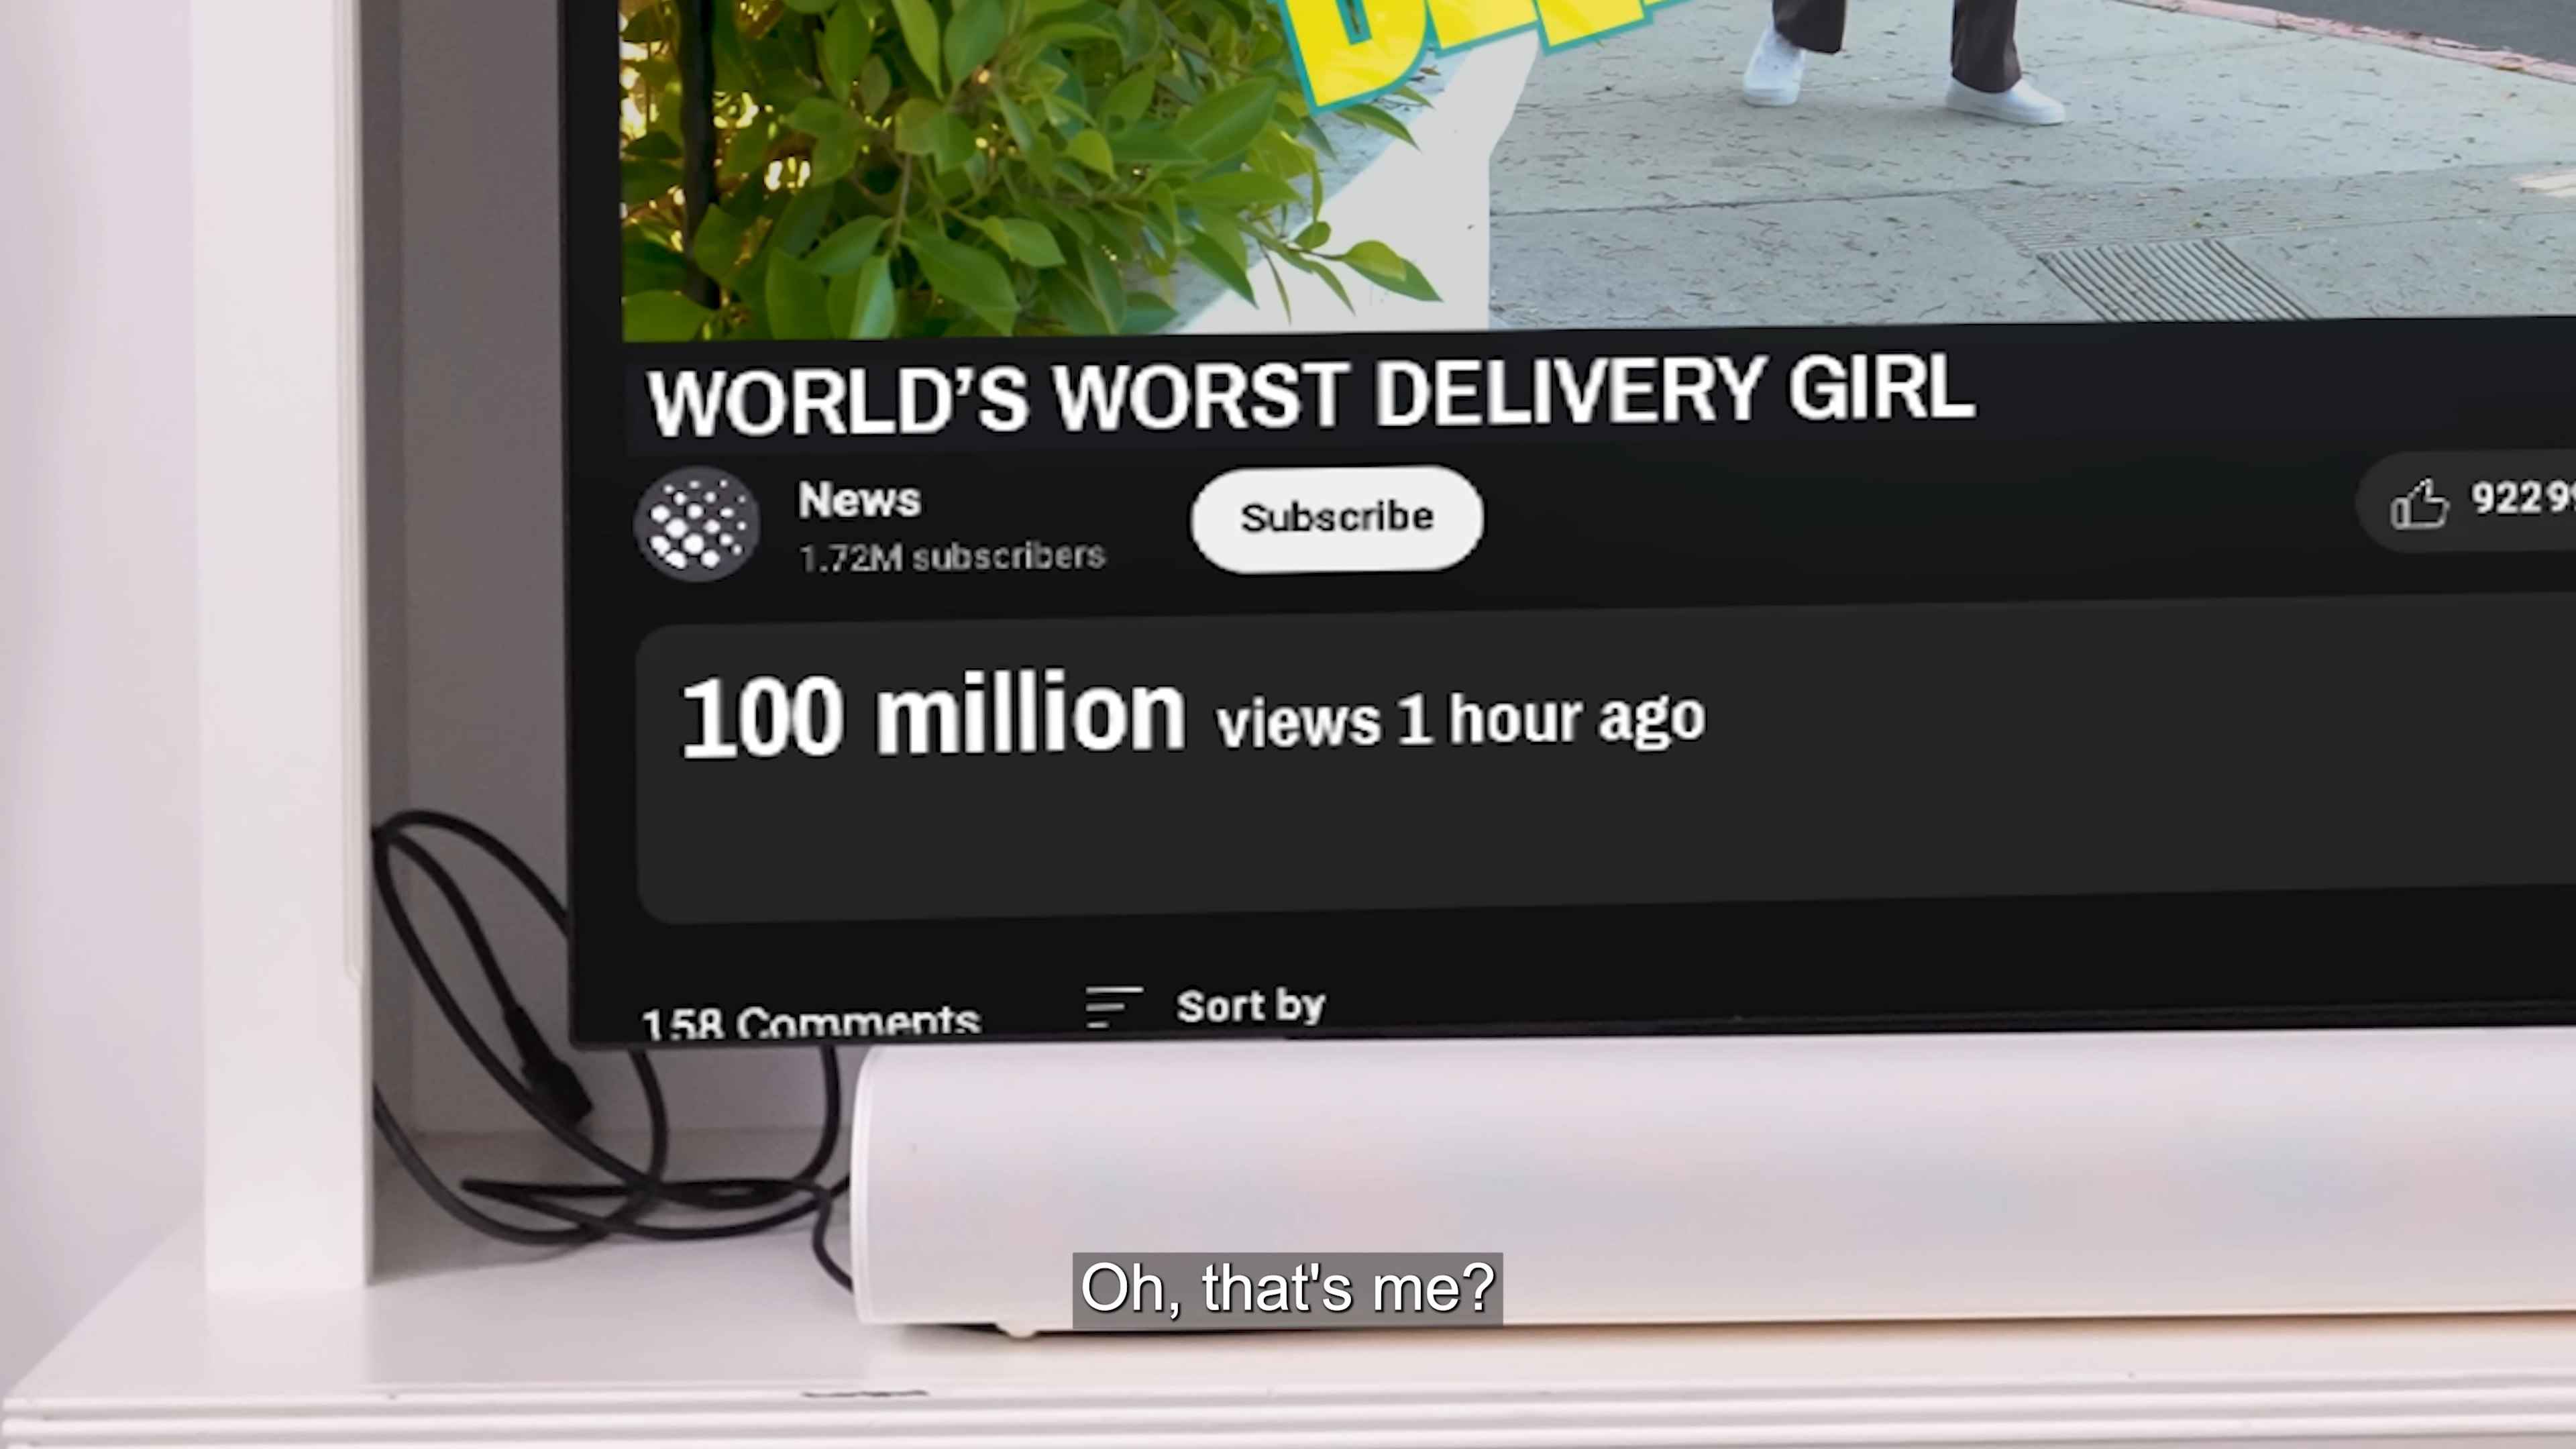 WORLD'S WORST DELIVERY GIRL
News
1.72M subscribers
Subscribe
100 million views 1 hour ago
158 Comments
Sort by
Oh, that's me?